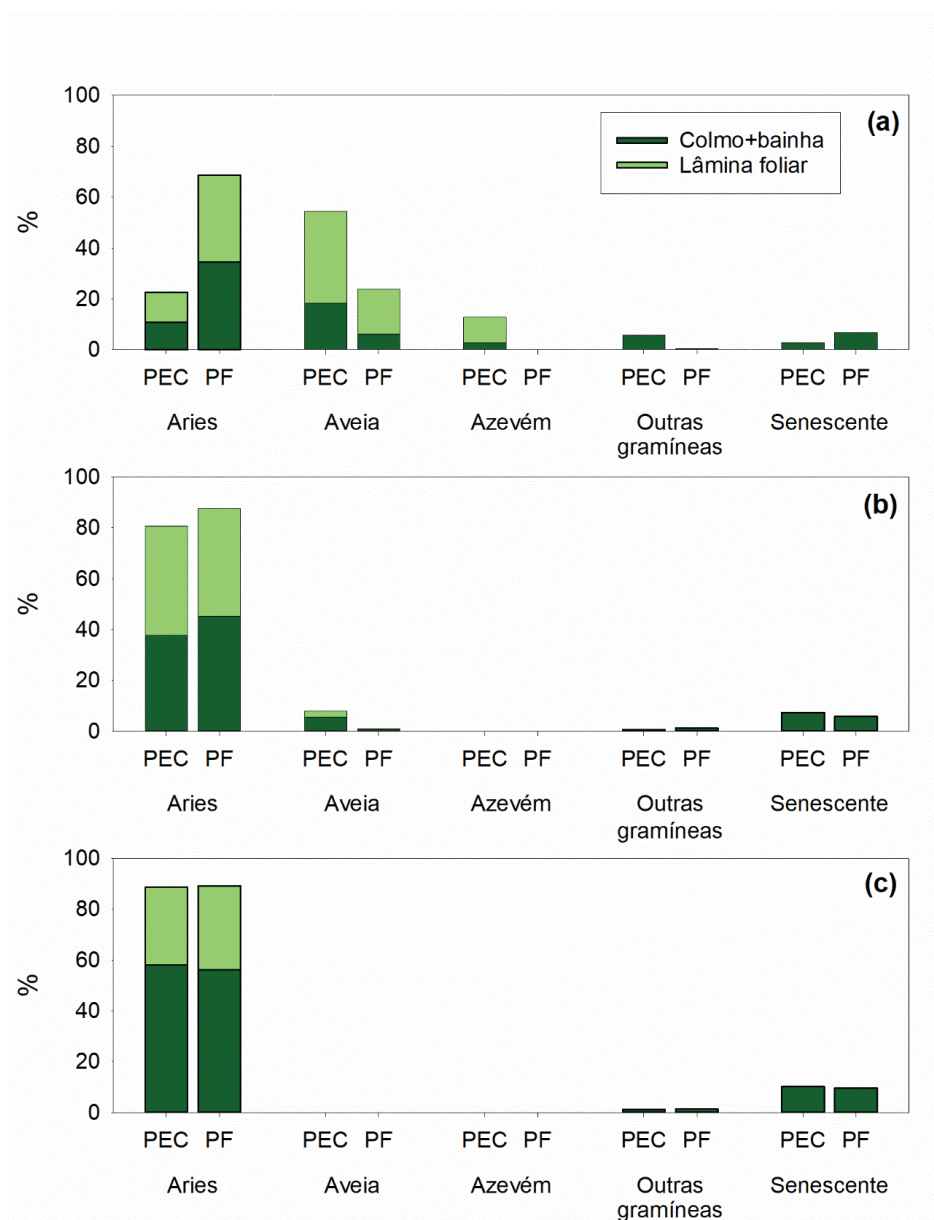 100
80
60
40
20
0
%
(a)
Colmo+bainha
Lâmina foliar
PEC PF PEC PF PEC PF PEC PF PEC PF
Aries Aveia Azevém Outras gramíneas Senescente
100
80
60
40
20
0
%
(b)
PEC PF PEC PF PEC PF PEC PF PEC PF
Aries Aveia Azevém Outras gramíneas Senescente
100
80
60
40
20
0
%
(c)
PEC PF PEC PF PEC PF PEC PF PEC PF
Aries Aveia Azevém Outras gramíneas Senescente